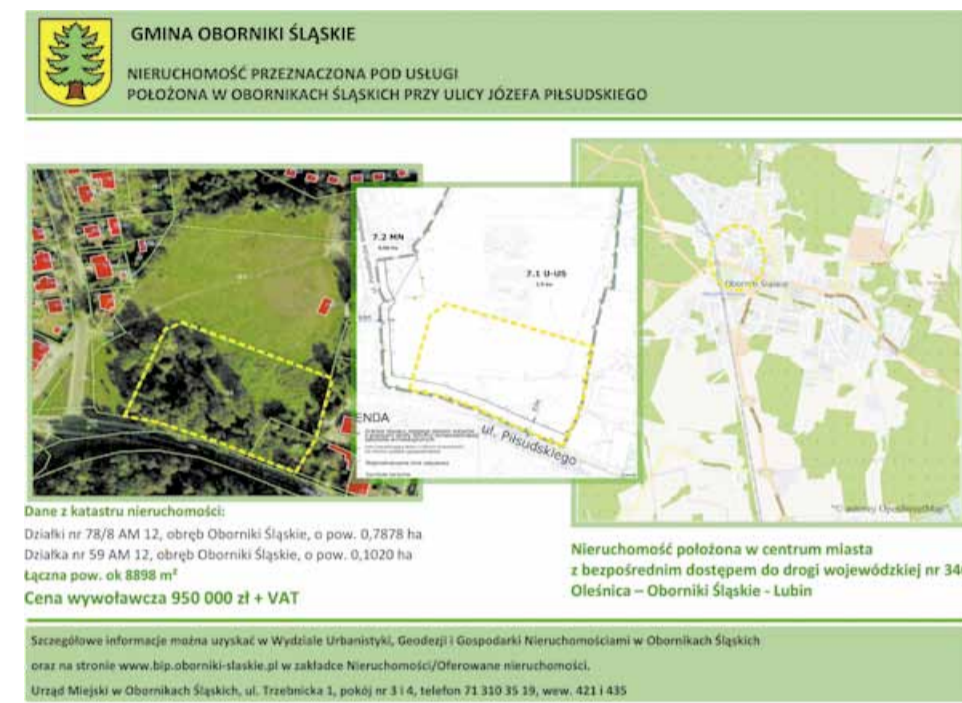 GMINA OBORNIKI ŚLĄSKIE
NIERUCHOMOŚĆ PRZEZNACZONA POD USŁUGI
POŁOŻONA W OBORNIKACH ŚLĄSKICH PRZY ULICY JÓZEFA PIŁSUDSKIEGO
7.2 MN
7.1 U-US
Oborniki Śląskie
ENDA
ul. Piłsudskiego
Dane z katastru nieruchomości:
Działki nr 78/8 AM 12, obręb Oborniki Śląskie, o pow. 0,7878 ha
Działka nr 59 AM 12, obręb Oborniki Śląskie, o pow. 0,1020 ha
Łączna pow. ok 8898 m²
Cena wywoławcza 950 000 zł + VAT
Nieruchomość położona w centrum miasta
z bezpośrednim dostępem do drogi wojewódzkiej nr 340
Oleśnica – Oborniki Śląskie - Lubin
Szczegółowe informacje można uzyskać w Wydziale Urbanistyki, Geodezji i Gospodarki Nieruchomościami w Obornikach Śląskich
oraz na stronie www.bip.oborniki-slaskie.pl w zakładce Nieruchomości/Oferowane nieruchomości.
Urząd Miejski w Obornikach Śląskich, ul. Trzebnicka 1, pokój nr 3 i 4, telefon 71 310 35 19, wew. 421 i 435